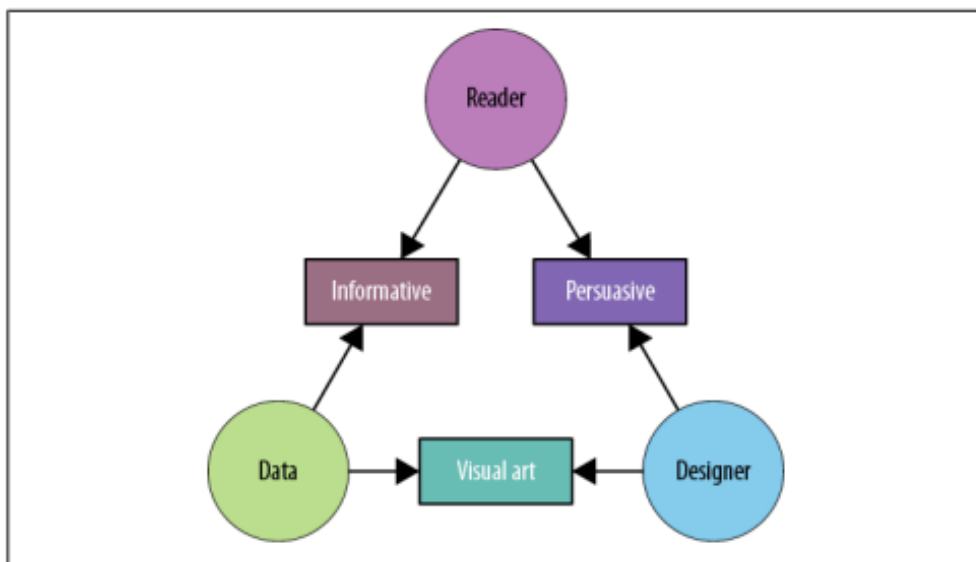 Reader
Informative
Persuasive
Data
Visual art
Designer